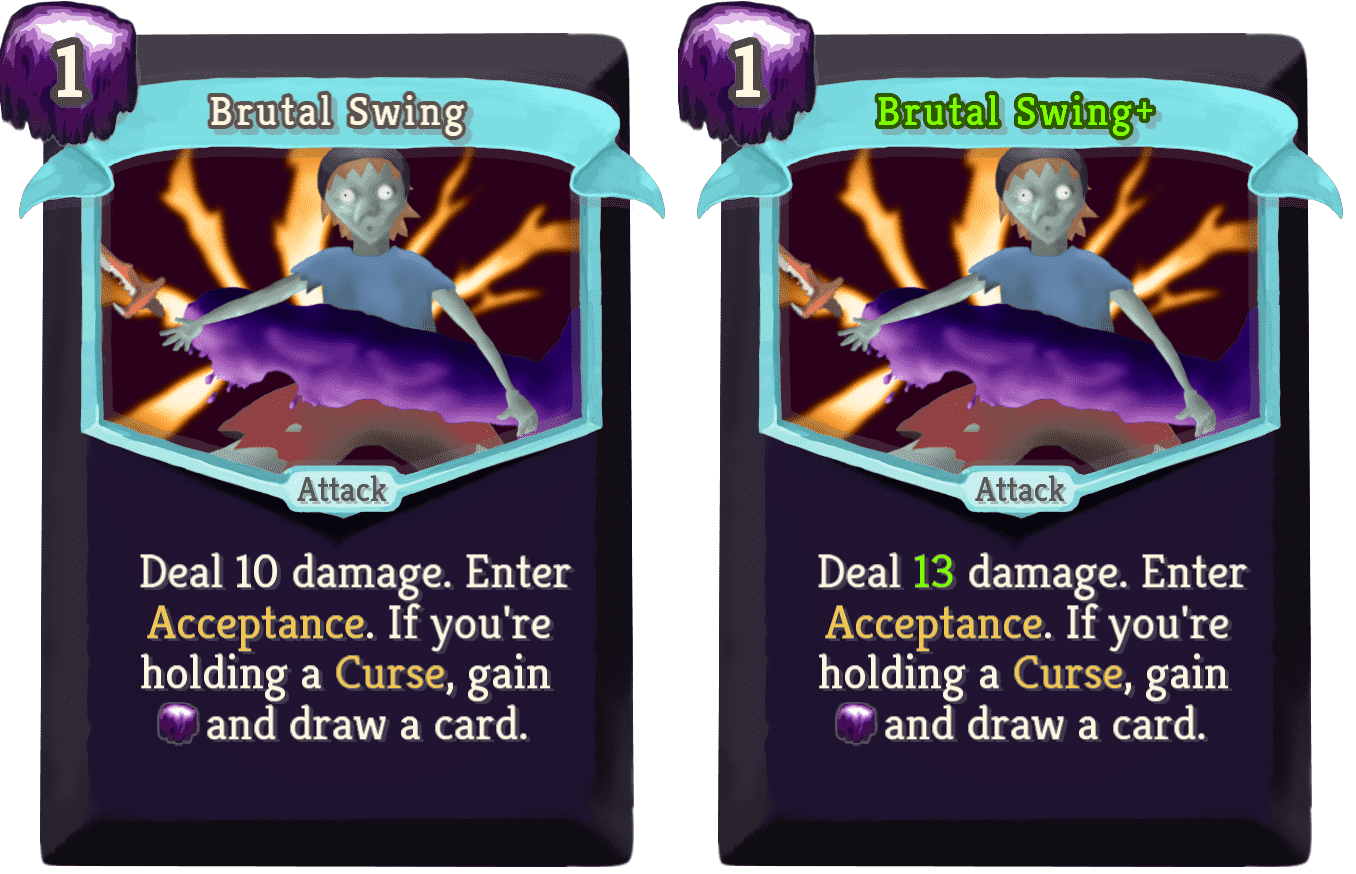 1
Brutal Swing
Attack
Deal 10 damage. Enter
Acceptance. If you're
holding a Curse, gain
and draw a card.
1
Brutal Swing+
Attack
Deal 13 damage. Enter
Acceptance. If you're
holding a Curse, gain
and draw a card.